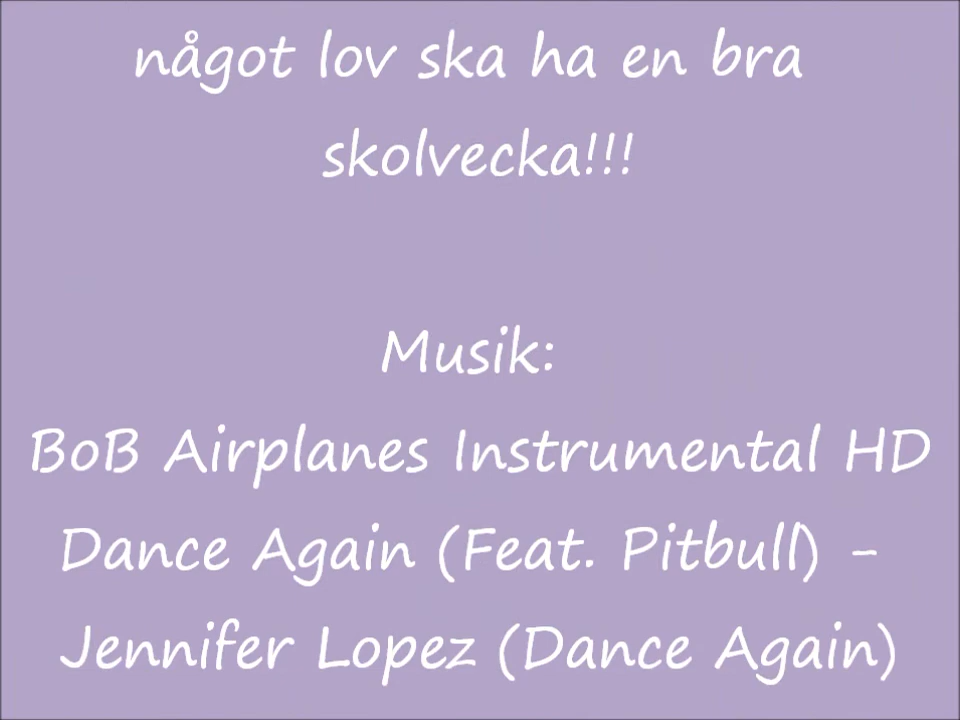 något lov ska ha en bra
skolvecka!!!
Musik:
BoB Airplanes Instrumental HD
Dance Again (Feat. Pitbull) -
Jennifer Lopez (Dance Again)